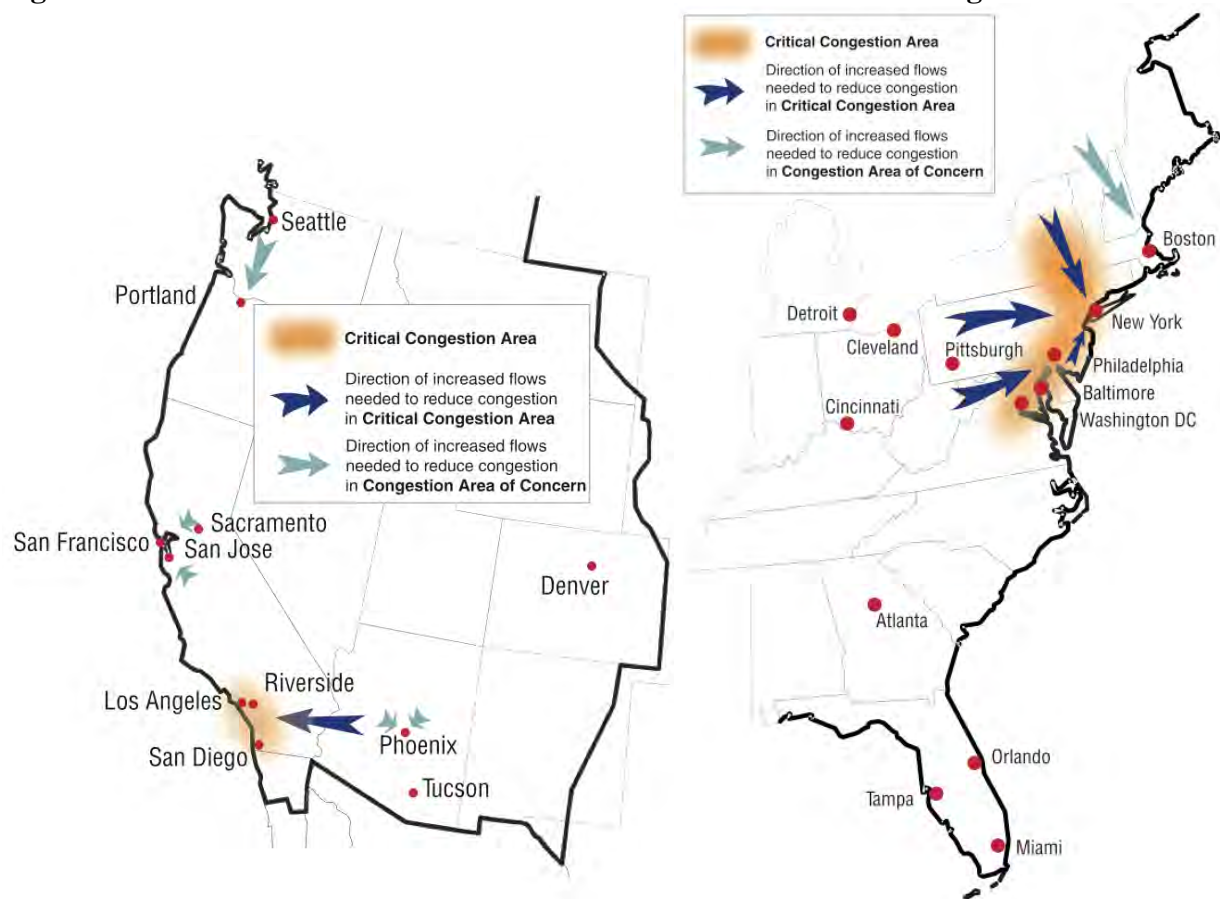 Seattle
Portland
Critical Congestion Area
Direction of increased flows
needed to reduce congestion
in Critical Congestion Area
Direction of increased flows
needed to reduce congestion
in Congestion Area of Concern
Sacramento
San Francisco
San Jose
Denver
Riverside
Los Angeles
San Diego
Phoenix
Tucson
Critical Congestion Area
Direction of increased flows
needed to reduce congestion
in Critical Congestion Area
Direction of increased flows
needed to reduce congestion
in Congestion Area of Concern
Boston
Detroit
New York
Cleveland
Pittsburgh
Philadelphia
Baltimore
Cincinnati
Washington DC
Atlanta
Orlando
Tampa
Miami